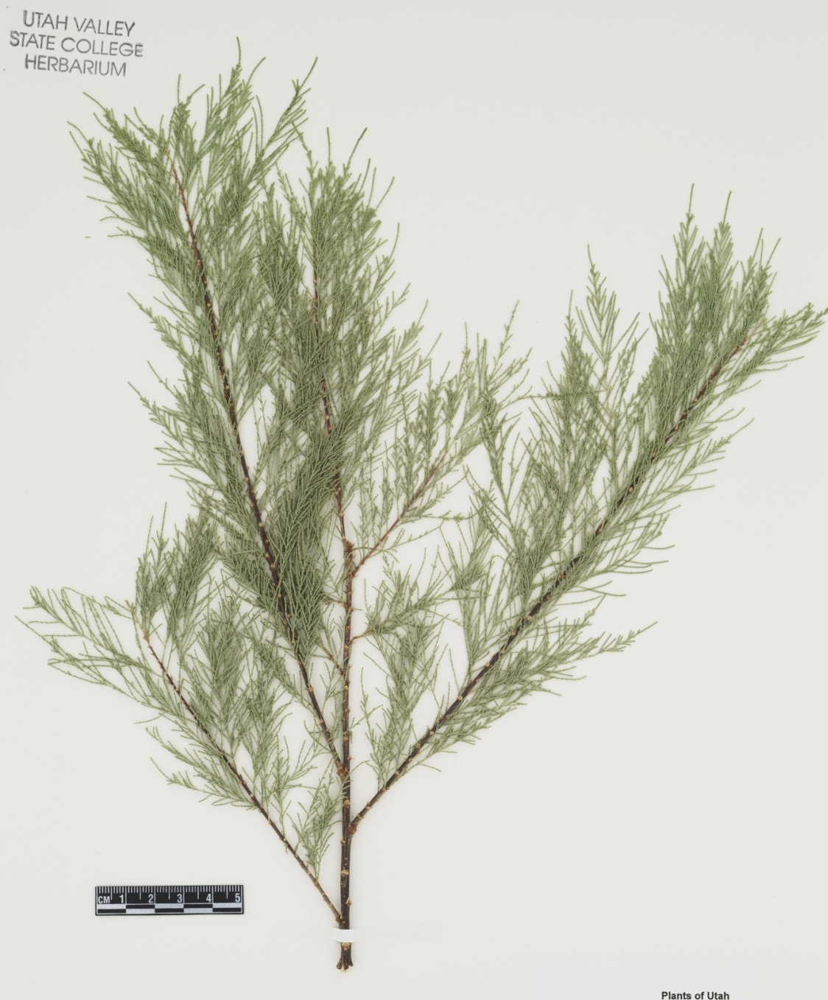 UTAH VALLEY
STATE COLLEGE
HERBARIUM
CM 1 2 3 4 5
Plants of Utah